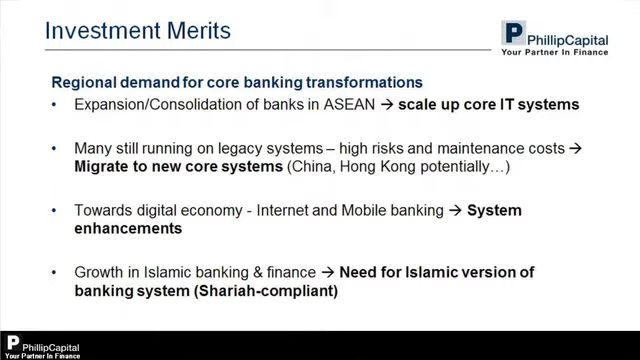 Investment Merits
P PhillipCapital
Your Partner In Finance
Regional demand for core banking transformations
• Expansion/Consolidation of banks in ASEAN → scale up core IT systems
• Many still running on legacy systems – high risks and maintenance costs →
Migrate to new core systems (China, Hong Kong potentially…)
• Towards digital economy - Internet and Mobile banking → System
enhancements
• Growth in Islamic banking & finance → Need for Islamic version of
banking system (Shariah-compliant)
P PhillipCapital
Your Partner In Finance